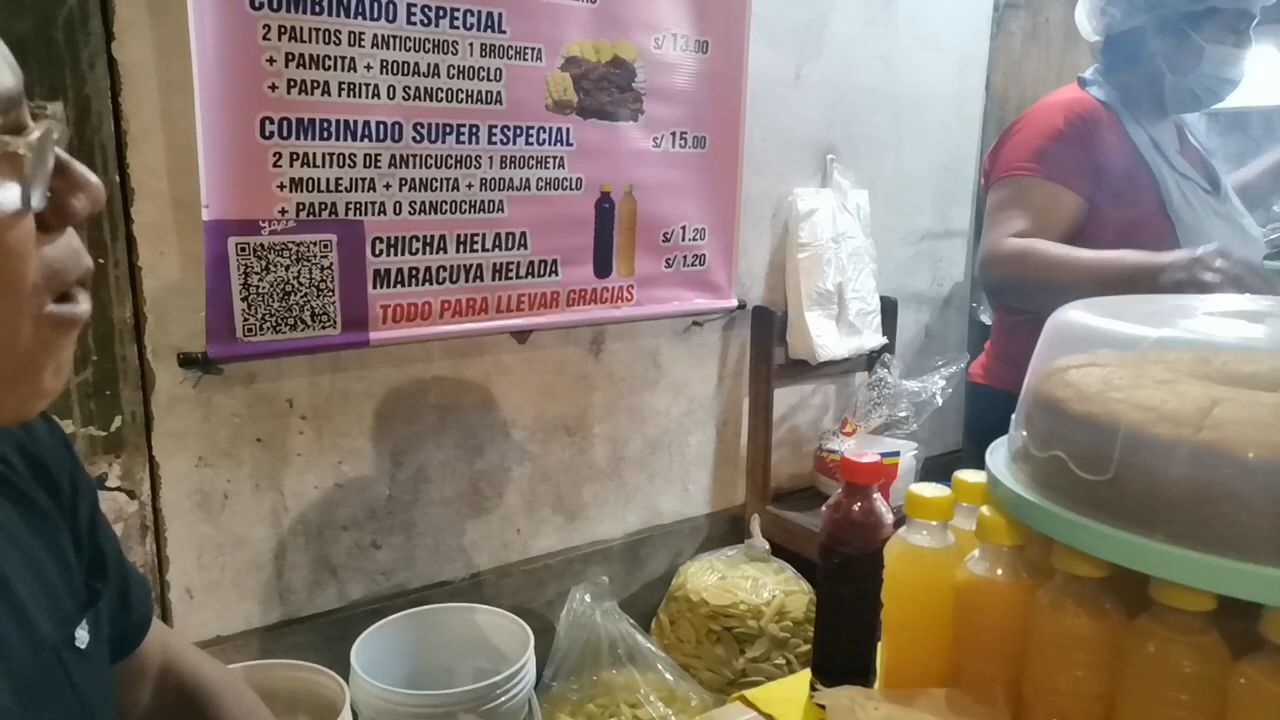 COMBINADO ESPECIAL
2 PALITOS DE ANTICUCHOS 1 BROCHETA
+ PANCITA + RODAJA CHOCLO
+ PAPA FRITA O SANCOCHADA
s/ 13.00
COMBINADO SUPER ESPECIAL
2 PALITOS DE ANTICUCHOS 1 BROCHETA
+MOLLEJITA + PANCITA + RODAJA CHOCLO
+ PAPA FRITA O SANCOCHADA
s/ 15.00
yape
CHICHA HELADA s/ 1.20
MARACUYA HELADA s/ 1.20
TODO PARA LLEVAR GRACIAS